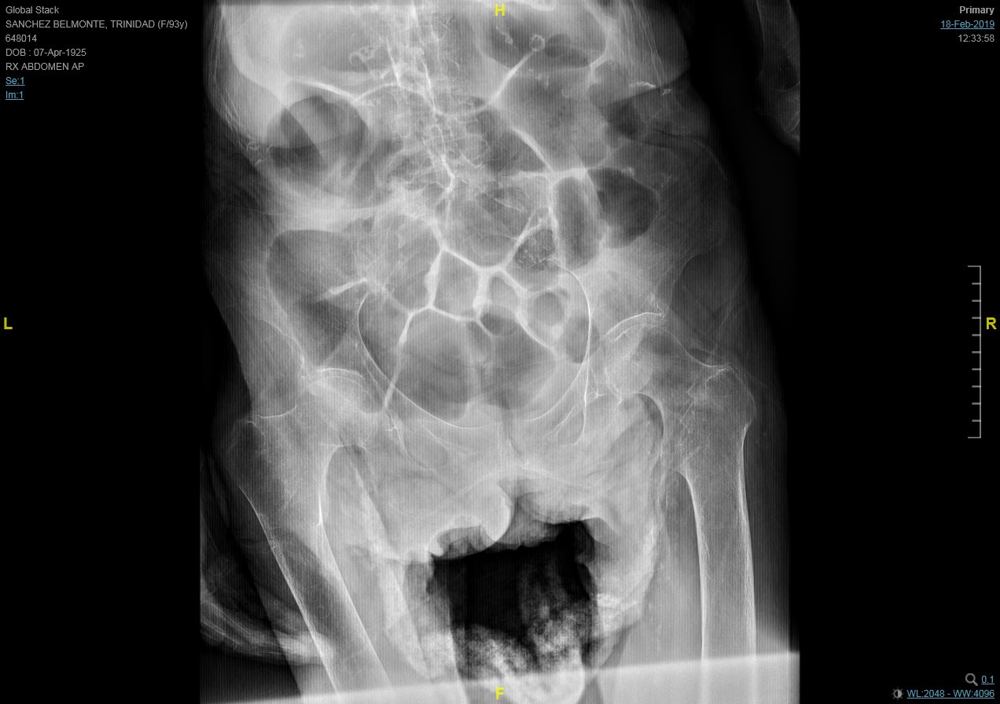 Global Stack
SANCHEZ BELMONTE, TRINIDAD (F/93y)
648014
DOB : 07-Apr-1925
RX ABDOMEN AP
Se:1
Im:1
H
Primary
18-Feb-2019
12:33:58
L
R
F
0.1
WL:2048 - WW:4096